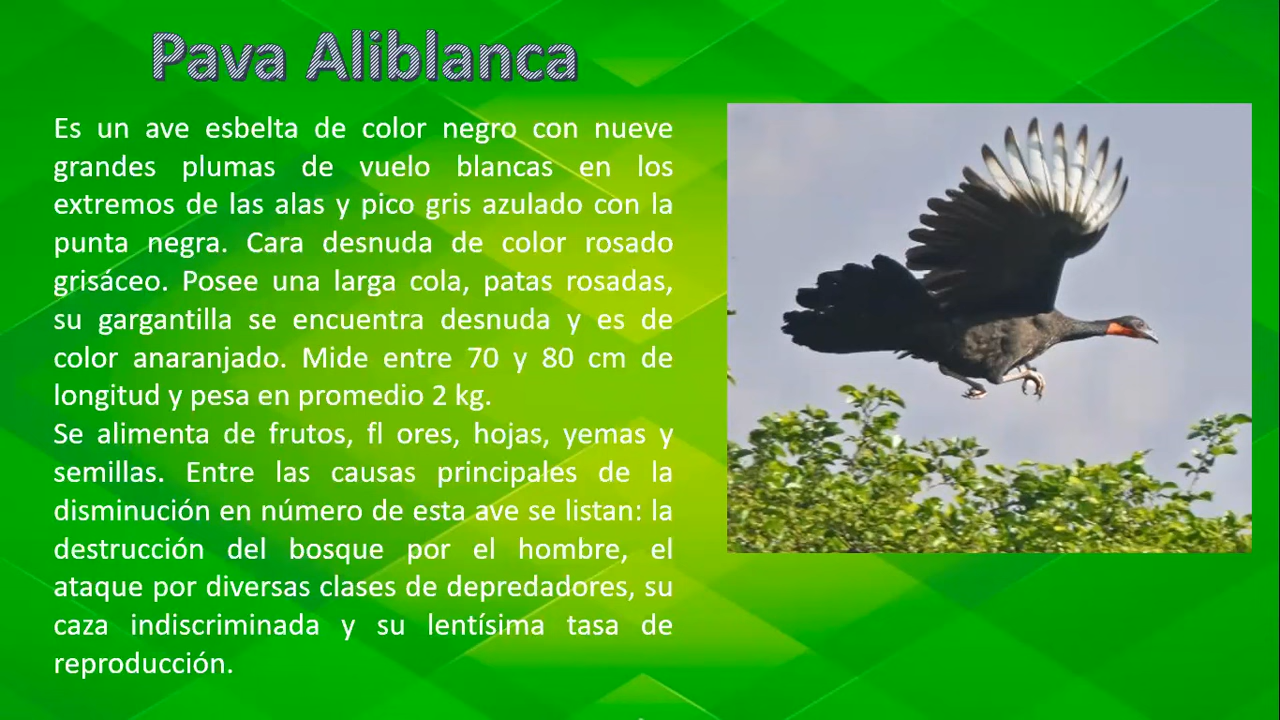 Pava Aliblanca
Es un ave esbelta de color negro con nueve
grandes plumas de vuelo blancas en los
extremos de las alas y pico gris azulado con la
punta negra. Cara desnuda de color rosado
grisáceo. Posee una larga cola, patas rosadas,
su gargantilla se encuentra desnuda y es de
color anaranjado. Mide entre 70 y 80 cm de
longitud y pesa en promedio 2 kg.
Se alimenta de frutos, fl ores, hojas, yemas y
semillas. Entre las causas principales de la
disminución en número de esta ave se listan: la
destrucción del bosque por el hombre, el
ataque por diversas clases de depredadores, su
caza indiscriminada y su lentísima tasa de
reproducción.